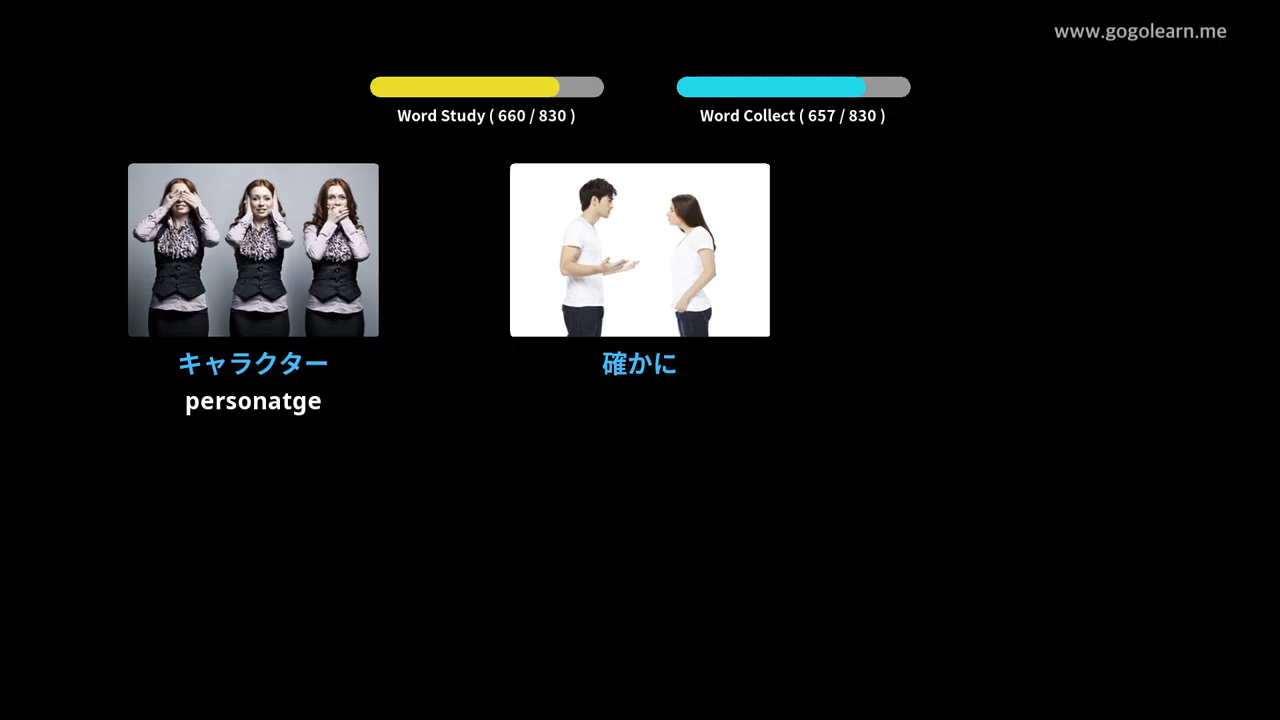 www.gogolearn.me
Word Study ( 660 / 830 )
Word Collect ( 657 / 830 )
キャラクター
personatge
確かに